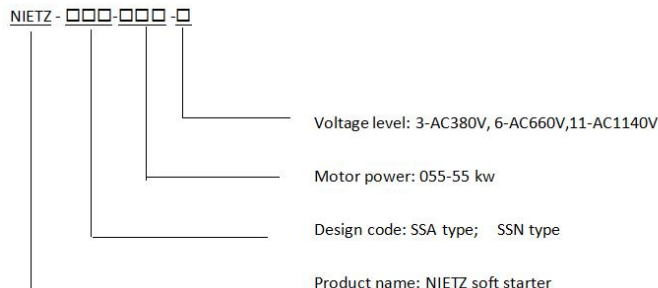 NIETZ - □□□-□□□ -□
Voltage level: 3-AC380V, 6-AC660V,11-AC1140V
Motor power: 055-55 kw
Design code: SSA type; SSN type
Product name: NIETZ soft starter